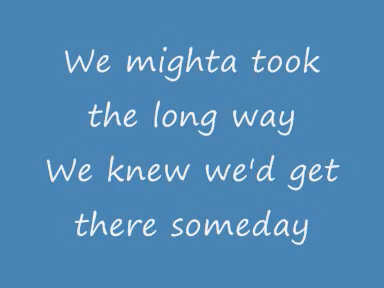 We mighta took
the long way
We knew we'd get
there someday